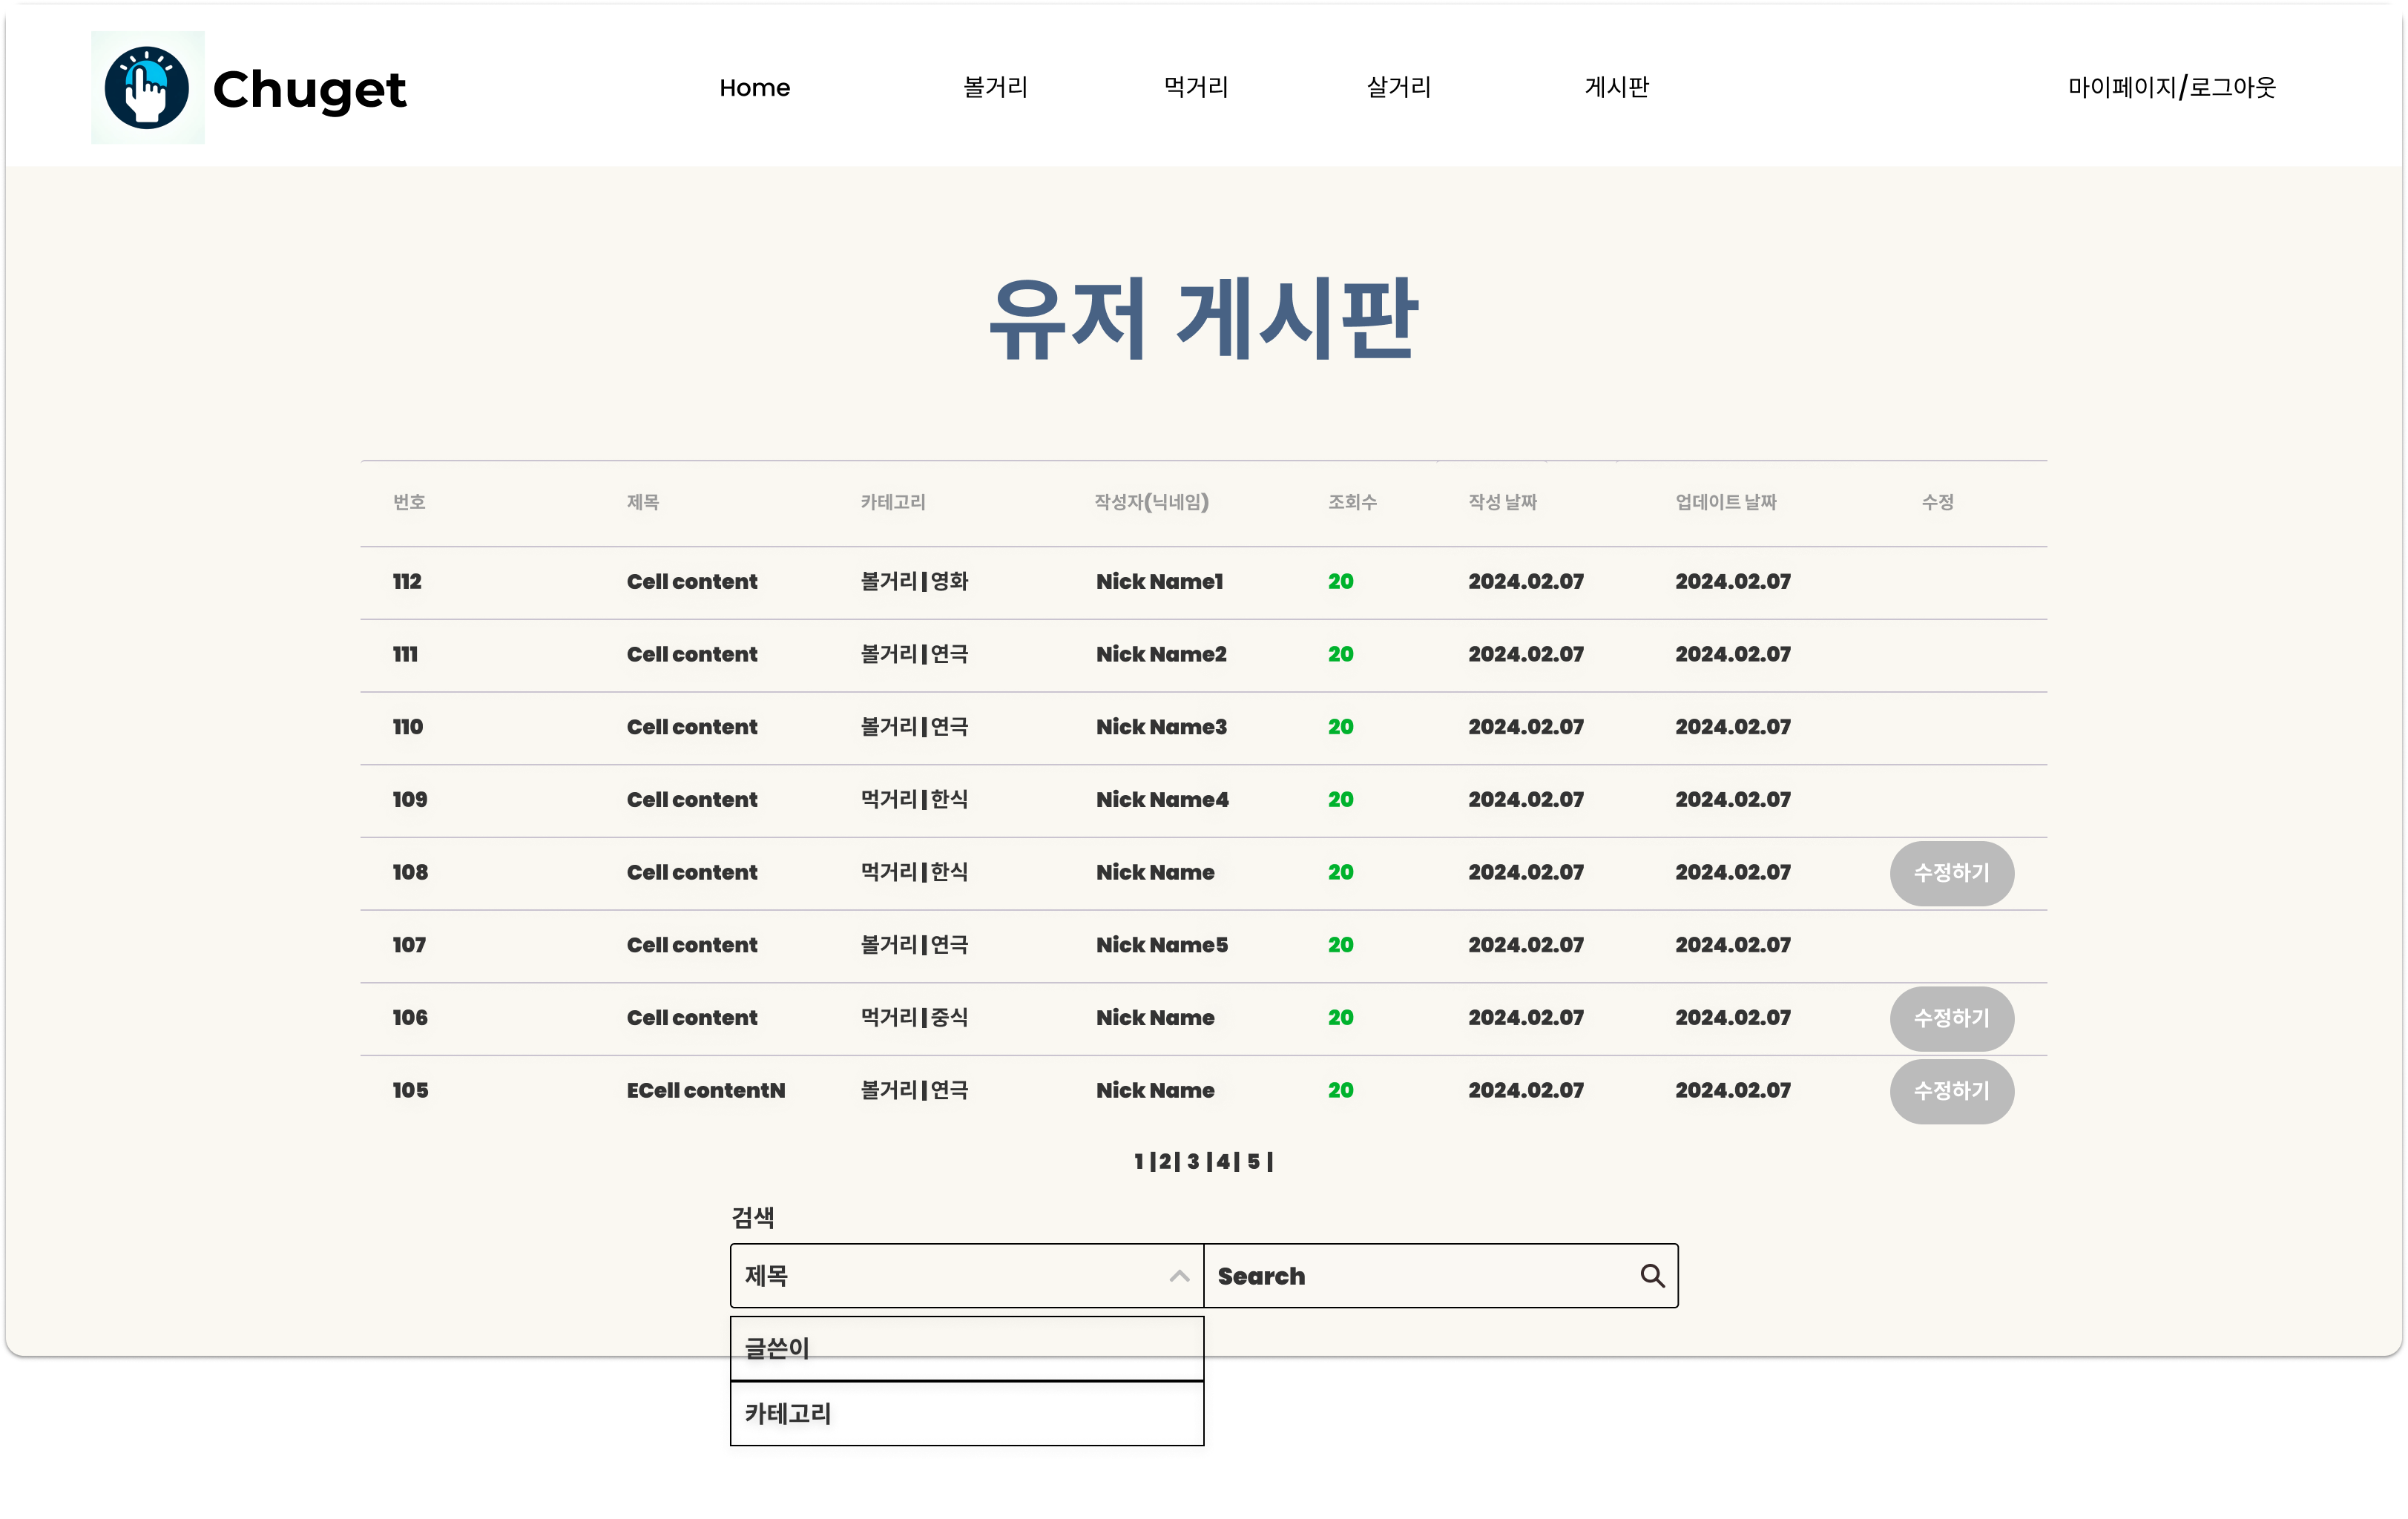 Chuget Home 볼거리 먹거리 살거리 게시판 마이페이지/로그아웃
유저 게시판
번호 제목 카테고리 작성자(닉네임) 조회수 작성 날짜 업데이트 날짜 수정
112 Cell content 볼거리|영화 Nick Name1 20 2024.02.07 2024.02.07
111 Cell content 볼거리|연극 Nick Name2 20 2024.02.07 2024.02.07
110 Cell content 볼거리|연극 Nick Name3 20 2024.02.07 2024.02.07
109 Cell content 먹거리|한식 Nick Name4 20 2024.02.07 2024.02.07
108 Cell content 먹거리|한식 Nick Name 20 2024.02.07 2024.02.07 수정하기
107 Cell content 볼거리|연극 Nick Name5 20 2024.02.07 2024.02.07
106 Cell content 먹거리|중식 Nick Name 20 2024.02.07 2024.02.07 수정하기
105 ECell contentN 볼거리|연극 Nick Name 20 2024.02.07 2024.02.07 수정하기
1 |2| 3 |4| 5 |
검색
제목 Search
글쓴이
카테고리